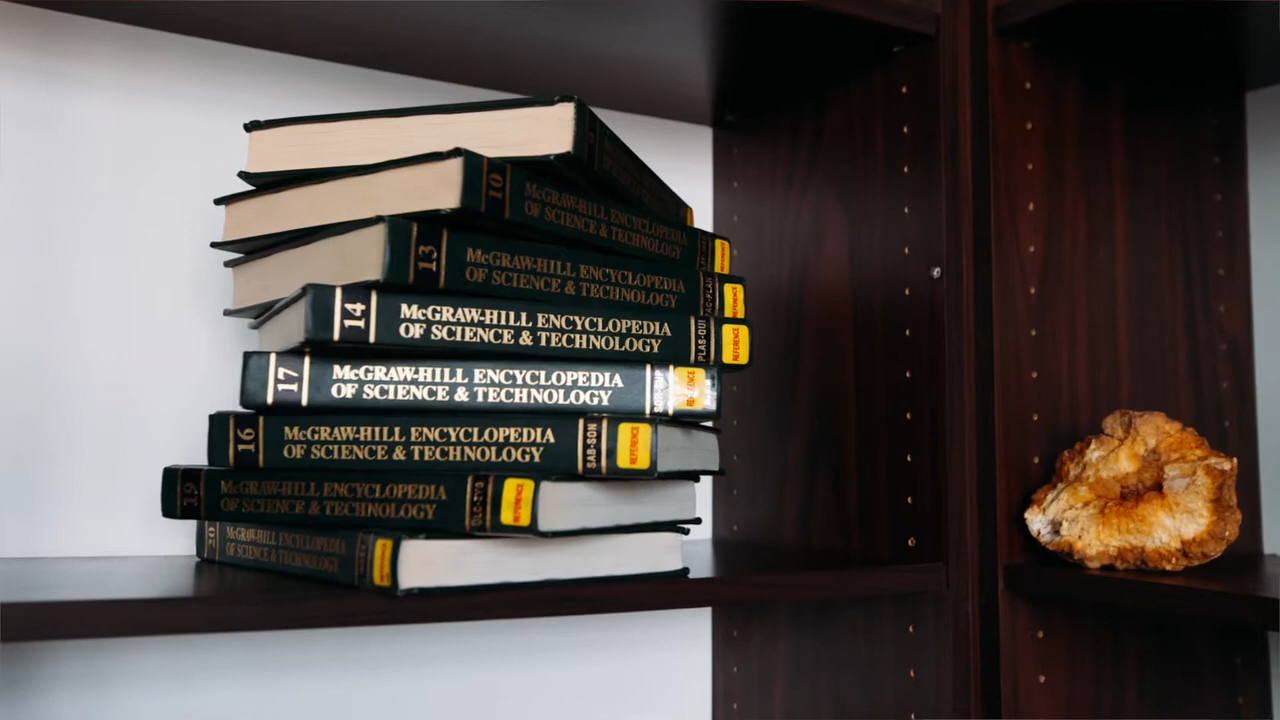 10
McGRAW-HILL ENCYCLOPEDIA
OF SCIENCE & TECHNOLOGY
REFERENCE
13
McGRAW-HILL ENCYCLOPEDIA
OF SCIENCE & TECHNOLOGY
REFERENCE
14
McGRAW-HILL ENCYCLOPEDIA
OF SCIENCE & TECHNOLOGY
PLAS-QUI
REFERENCE
17
McGRAW-HILL ENCYCLOPEDIA
OF SCIENCE & TECHNOLOGY
REFERENCE
16
McGRAW-HILL ENCYCLOPEDIA
OF SCIENCE & TECHNOLOGY
SAB-SON
REFERENCE
19
McGRAW-HILL ENCYCLOPEDIA
OF SCIENCE & TECHNOLOGY
REFERENCE
20
McGRAW-HILL ENCYCLOPEDIA
OF SCIENCE & TECHNOLOGY
REFERENCE